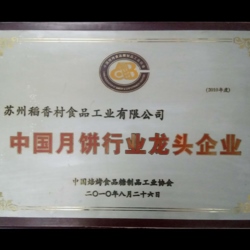 (2010年度)
苏州稻香村食品工业有限公司
中国月饼行业龙头企业
中国焙烤食品糖制品工业协会
二〇一〇年八月二十六日